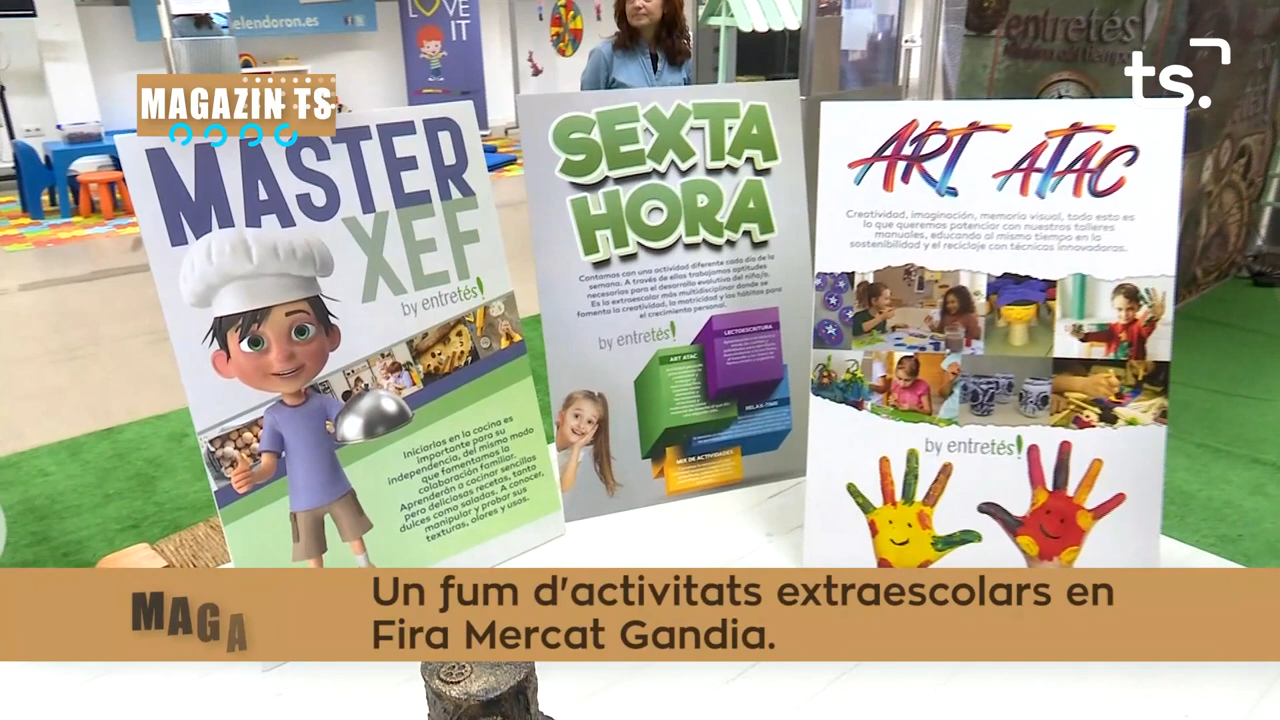 elendoron.es
LOVE
IT
entretés!
ts.
MAGAZIN TS
MASTER
XEF
by entretés!
Iniciarlos en la cocina es
importante para su
independencia, del mismo modo
que fomentamos la
colaboración familiar.
Aprenderán a cocinar sencillas
pero deliciosas recetas, tanto
dulces como saladas. A conocer,
manipular y probar sus
texturas, olores y usos.
SEXTA
HORA
Contamos con una actividad diferente cada día de la
semana. A través de ellas trabajamos aptitudes
necesarias para el desarrollo evolutivo del niño/a.
Es la extraescolar más multidisciplinar donde se
fomenta la creatividad, la motricidad y los hábitos para
el crecimiento personal.
by entretés!
LECTOESCRITURA
ART ATAC
RELAX-TIME
MIX DE ACTIVIDADES
ART ATAC
Creatividad, imaginación, memoria visual, todo esto es
lo que queremos potenciar con nuestros talleres
manuales, educando al mismo tiempo en la
sostenibilidad y el reciclaje con técnicas innovadoras.
by entretés!
MAGA
Un fum d'activitats extraescolars en
Fira Mercat Gandia.